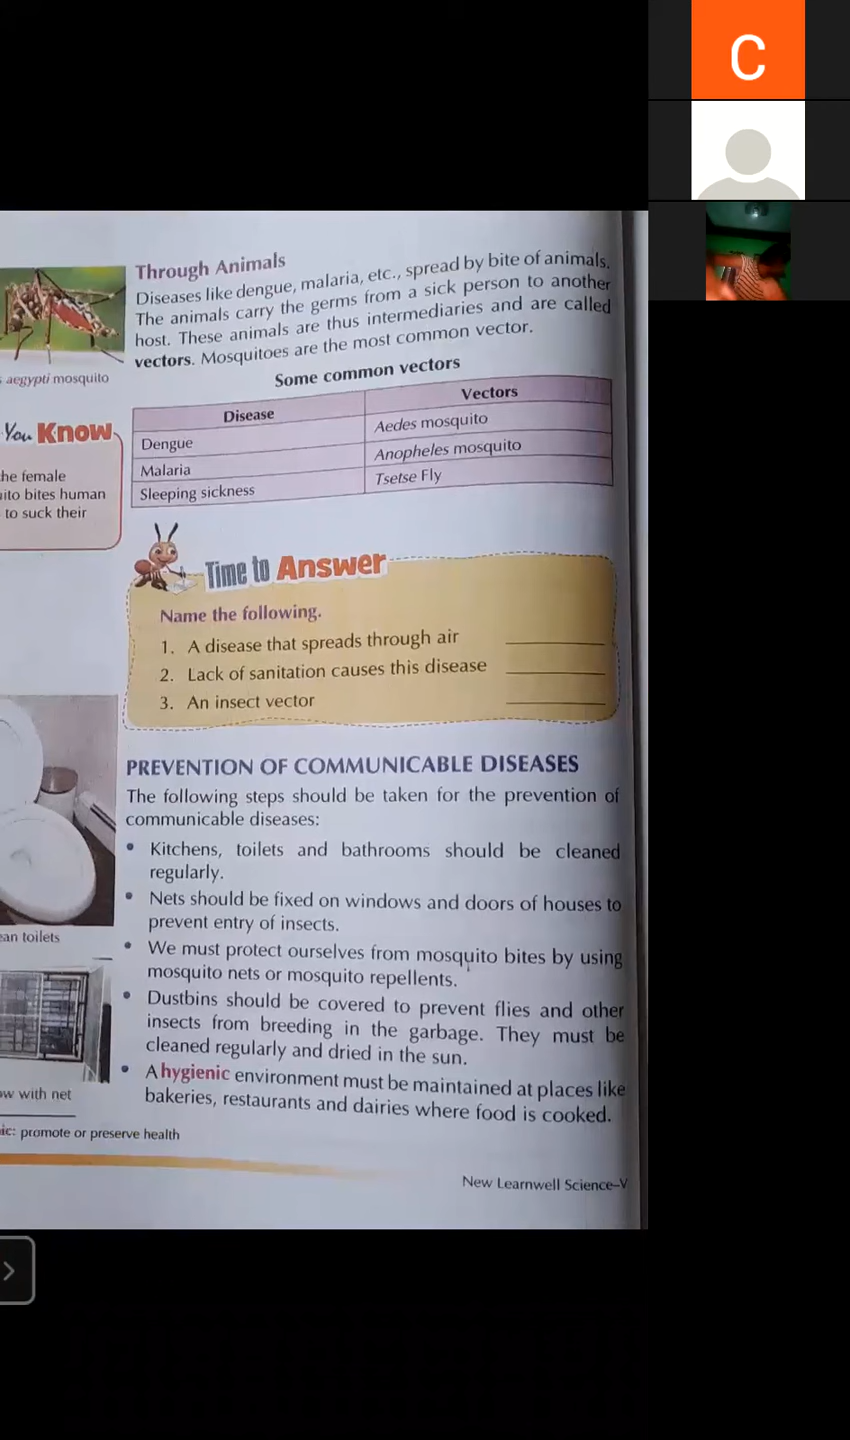 C
Through Animals
Diseases like dengue, malaria, etc., spread by bite of animals.
The animals carry the germs from a sick person to another
host. These animals are thus intermediaries and are called
vectors. Mosquitoes are the most common vector.
aegypti mosquito
Some common vectors
Disease Vectors
Dengue Aedes mosquito
Malaria Anopheles mosquito
Sleeping sickness Tsetse Fly
You Know
female
bites human
to suck their
Time to Answer
Name the following.
1. A disease that spreads through air
2. Lack of sanitation causes this disease
3. An insect vector
PREVENTION OF COMMUNICABLE DISEASES
The following steps should be taken for the prevention of
communicable diseases:
• Kitchens, toilets and bathrooms should be cleaned
regularly.
• Nets should be fixed on windows and doors of houses to
prevent entry of insects.
• We must protect ourselves from mosquito bites by using
mosquito nets or mosquito repellents.
• Dustbins should be covered to prevent flies and other
insects from breeding in the garbage. They must be
cleaned regularly and dried in the sun.
• A hygienic environment must be maintained at places like
bakeries, restaurants and dairies where food is cooked.
toilets
with net
promote or preserve health
New Learnwell Science–V